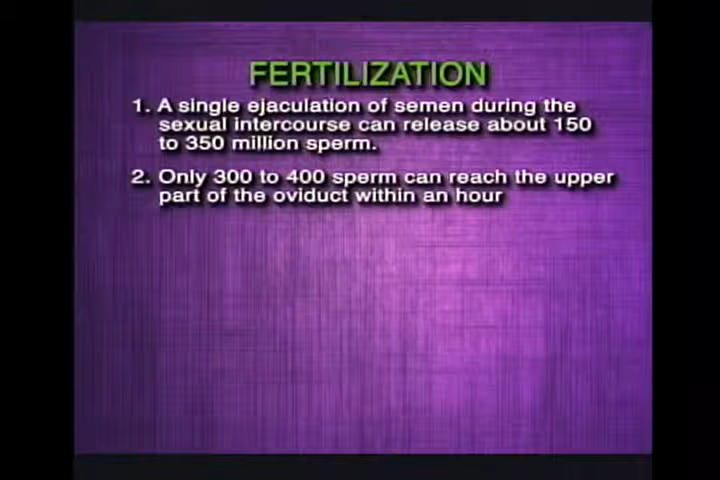 FERTILIZATION
1. A single ejaculation of semen during the
sexual intercourse can release about 150
to 350 million sperm.
2. Only 300 to 400 sperm can reach the upper
part of the oviduct within an hour